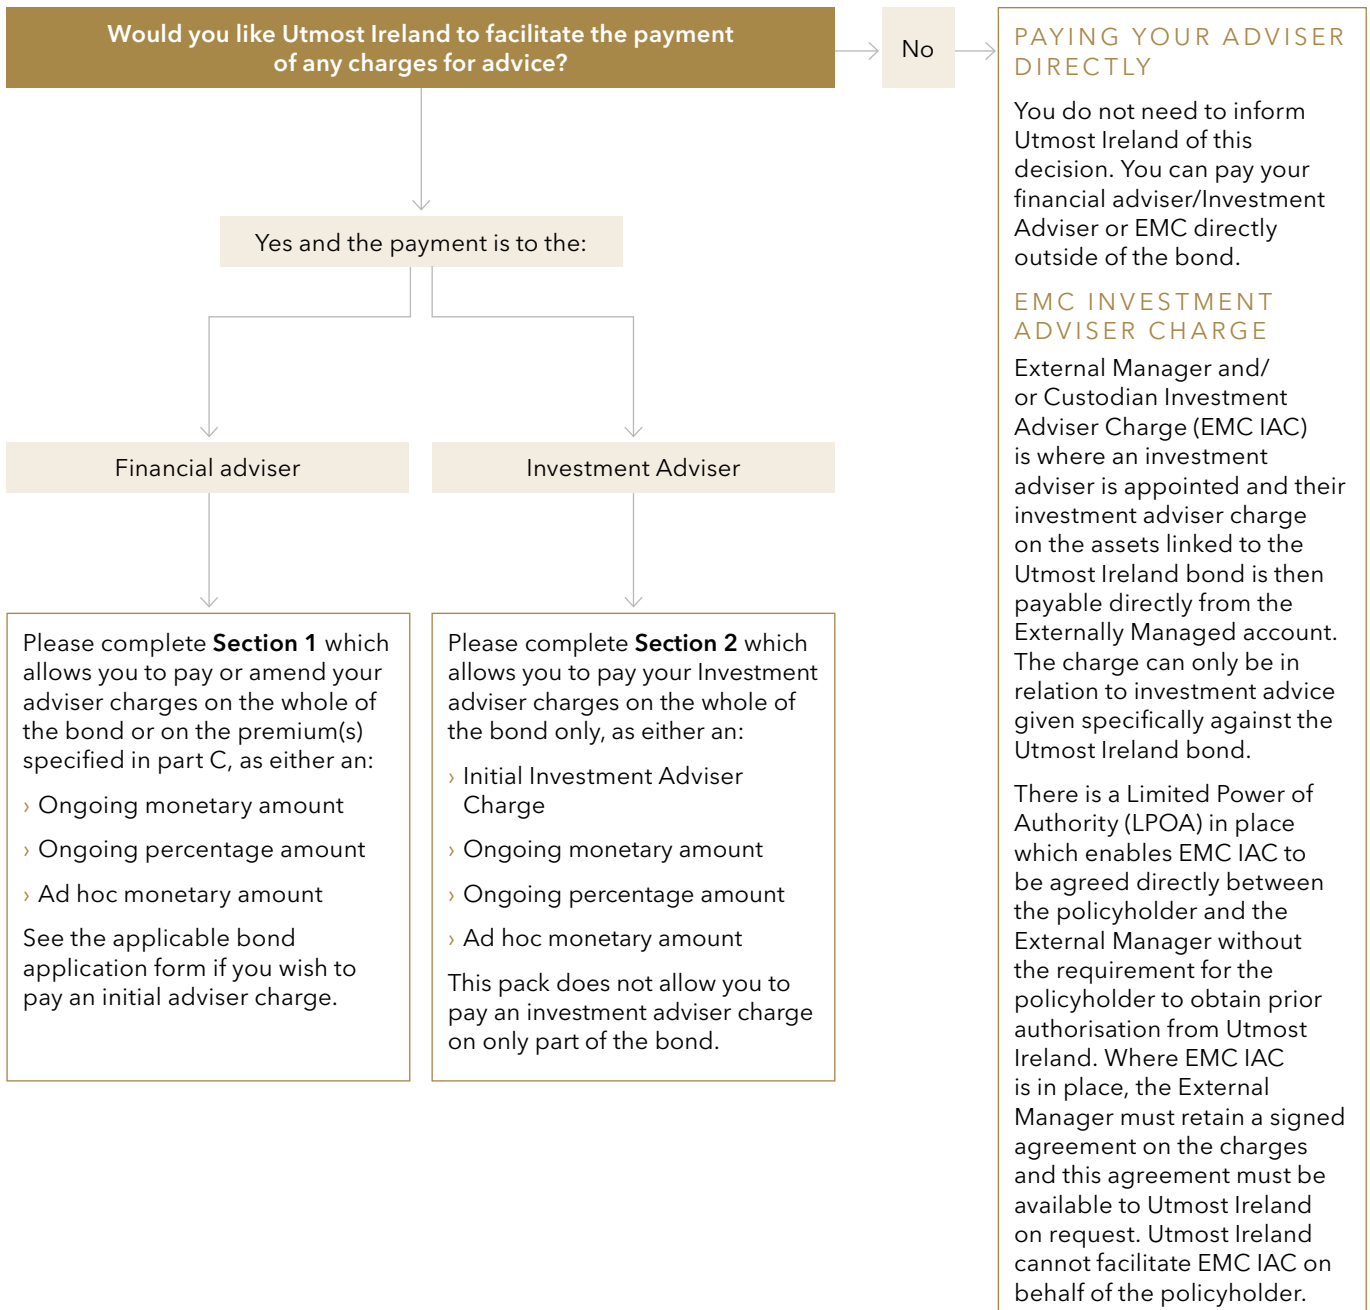 Would you like Utmost Ireland to facilitate the payment
of any charges for advice?
No
Yes and the payment is to the:
Financial adviser
Investment Adviser
Please complete Section 1 which
allows you to pay or amend your
adviser charges on the whole of
the bond or on the premium(s)
specified in part C, as either an:
› Ongoing monetary amount
› Ongoing percentage amount
› Ad hoc monetary amount
See the applicable bond
application form if you wish to
pay an initial adviser charge.
Please complete Section 2 which
allows you to pay your Investment
adviser charges on the whole of
the bond only, as either an:
› Initial Investment Adviser
Charge
› Ongoing monetary amount
› Ongoing percentage amount
› Ad hoc monetary amount
This pack does not allow you to
pay an investment adviser charge
on only part of the bond.
PAYING YOUR ADVISER
DIRECTLY
You do not need to inform
Utmost Ireland of this
decision. You can pay your
financial adviser/Investment
Adviser or EMC directly
outside of the bond.
EMC INVESTMENT
ADVISER CHARGE
External Manager and/
or Custodian Investment
Adviser Charge (EMC IAC)
is where an investment
adviser is appointed and their
investment adviser charge
on the assets linked to the
Utmost Ireland bond is then
payable directly from the
Externally Managed account.
The charge can only be in
relation to investment advice
given specifically against the
Utmost Ireland bond.
There is a Limited Power of
Authority (LPOA) in place
which enables EMC IAC to
be agreed directly between
the policyholder and the
External Manager without
the requirement for the
policyholder to obtain prior
authorisation from Utmost
Ireland. Where EMC IAC
is in place, the External
Manager must retain a signed
agreement on the charges
and this agreement must be
available to Utmost Ireland
on request. Utmost Ireland
cannot facilitate EMC IAC on
behalf of the policyholder.